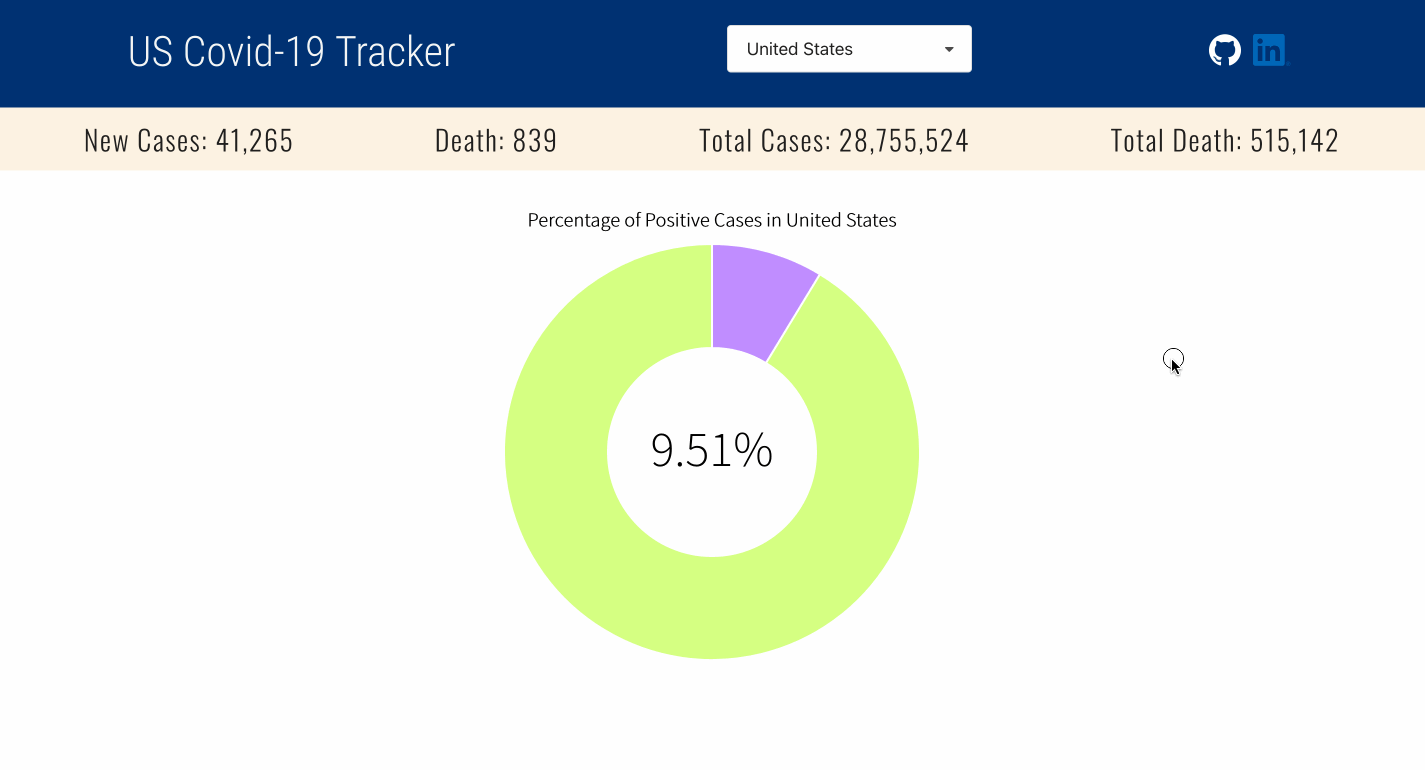 US Covid-19 Tracker
United States
in
New Cases: 41,265
Death: 839
Total Cases: 28,755,524
Total Death: 515,142
Percentage of Positive Cases in United States
9.51%